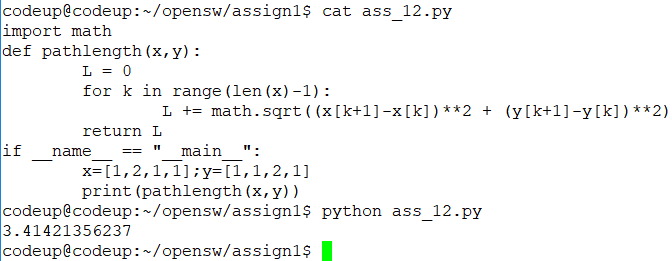 codeup@codeup:~/opensw/assign1$ cat ass_12.py
import math
def pathlength(x,y):
        L = 0
        for k in range(len(x)-1):
                L += math.sqrt((x[k+1]-x[k])**2 + (y[k+1]-y[k])**2)
        return L
if __name__ == "__main__":
        x=[1,2,1,1];y=[1,1,2,1]
        print(pathlength(x,y))
codeup@codeup:~/opensw/assign1$ python ass_12.py
3.41421356237
codeup@codeup:~/opensw/assign1$